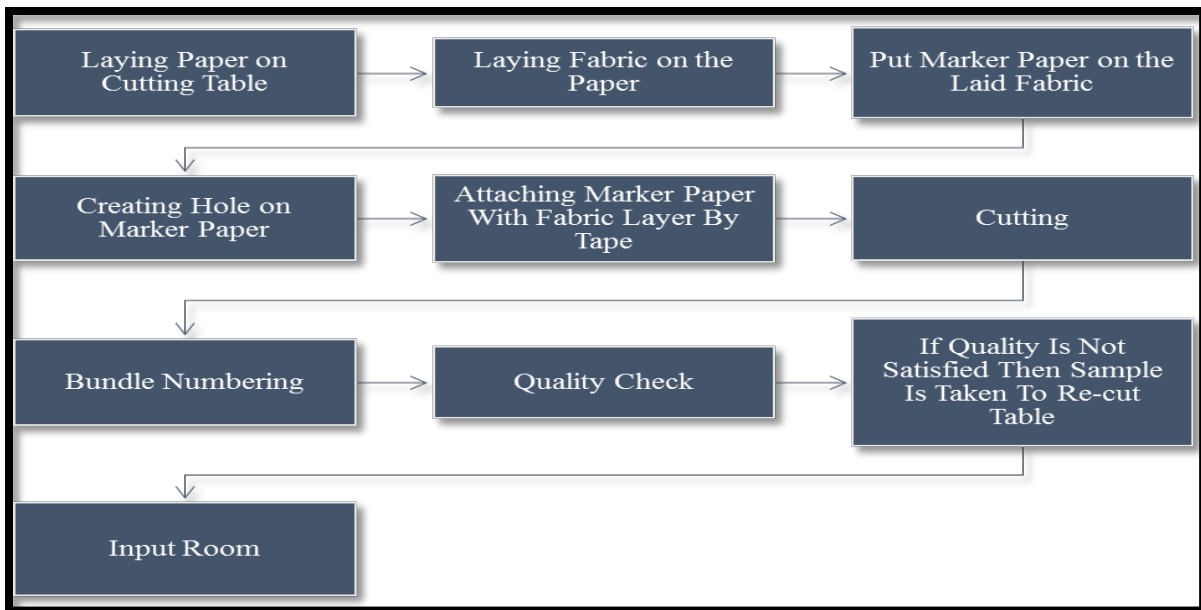 Laying Paper on
Cutting Table
Laying Fabric on the
Paper
Put Marker Paper on the
Laid Fabric
Creating Hole on
Marker Paper
Attaching Marker Paper
With Fabric Layer By
Tape
Cutting
Bundle Numbering
Quality Check
If Quality Is Not
Satisfied Then Sample
Is Taken To Re-cut
Table
Input Room